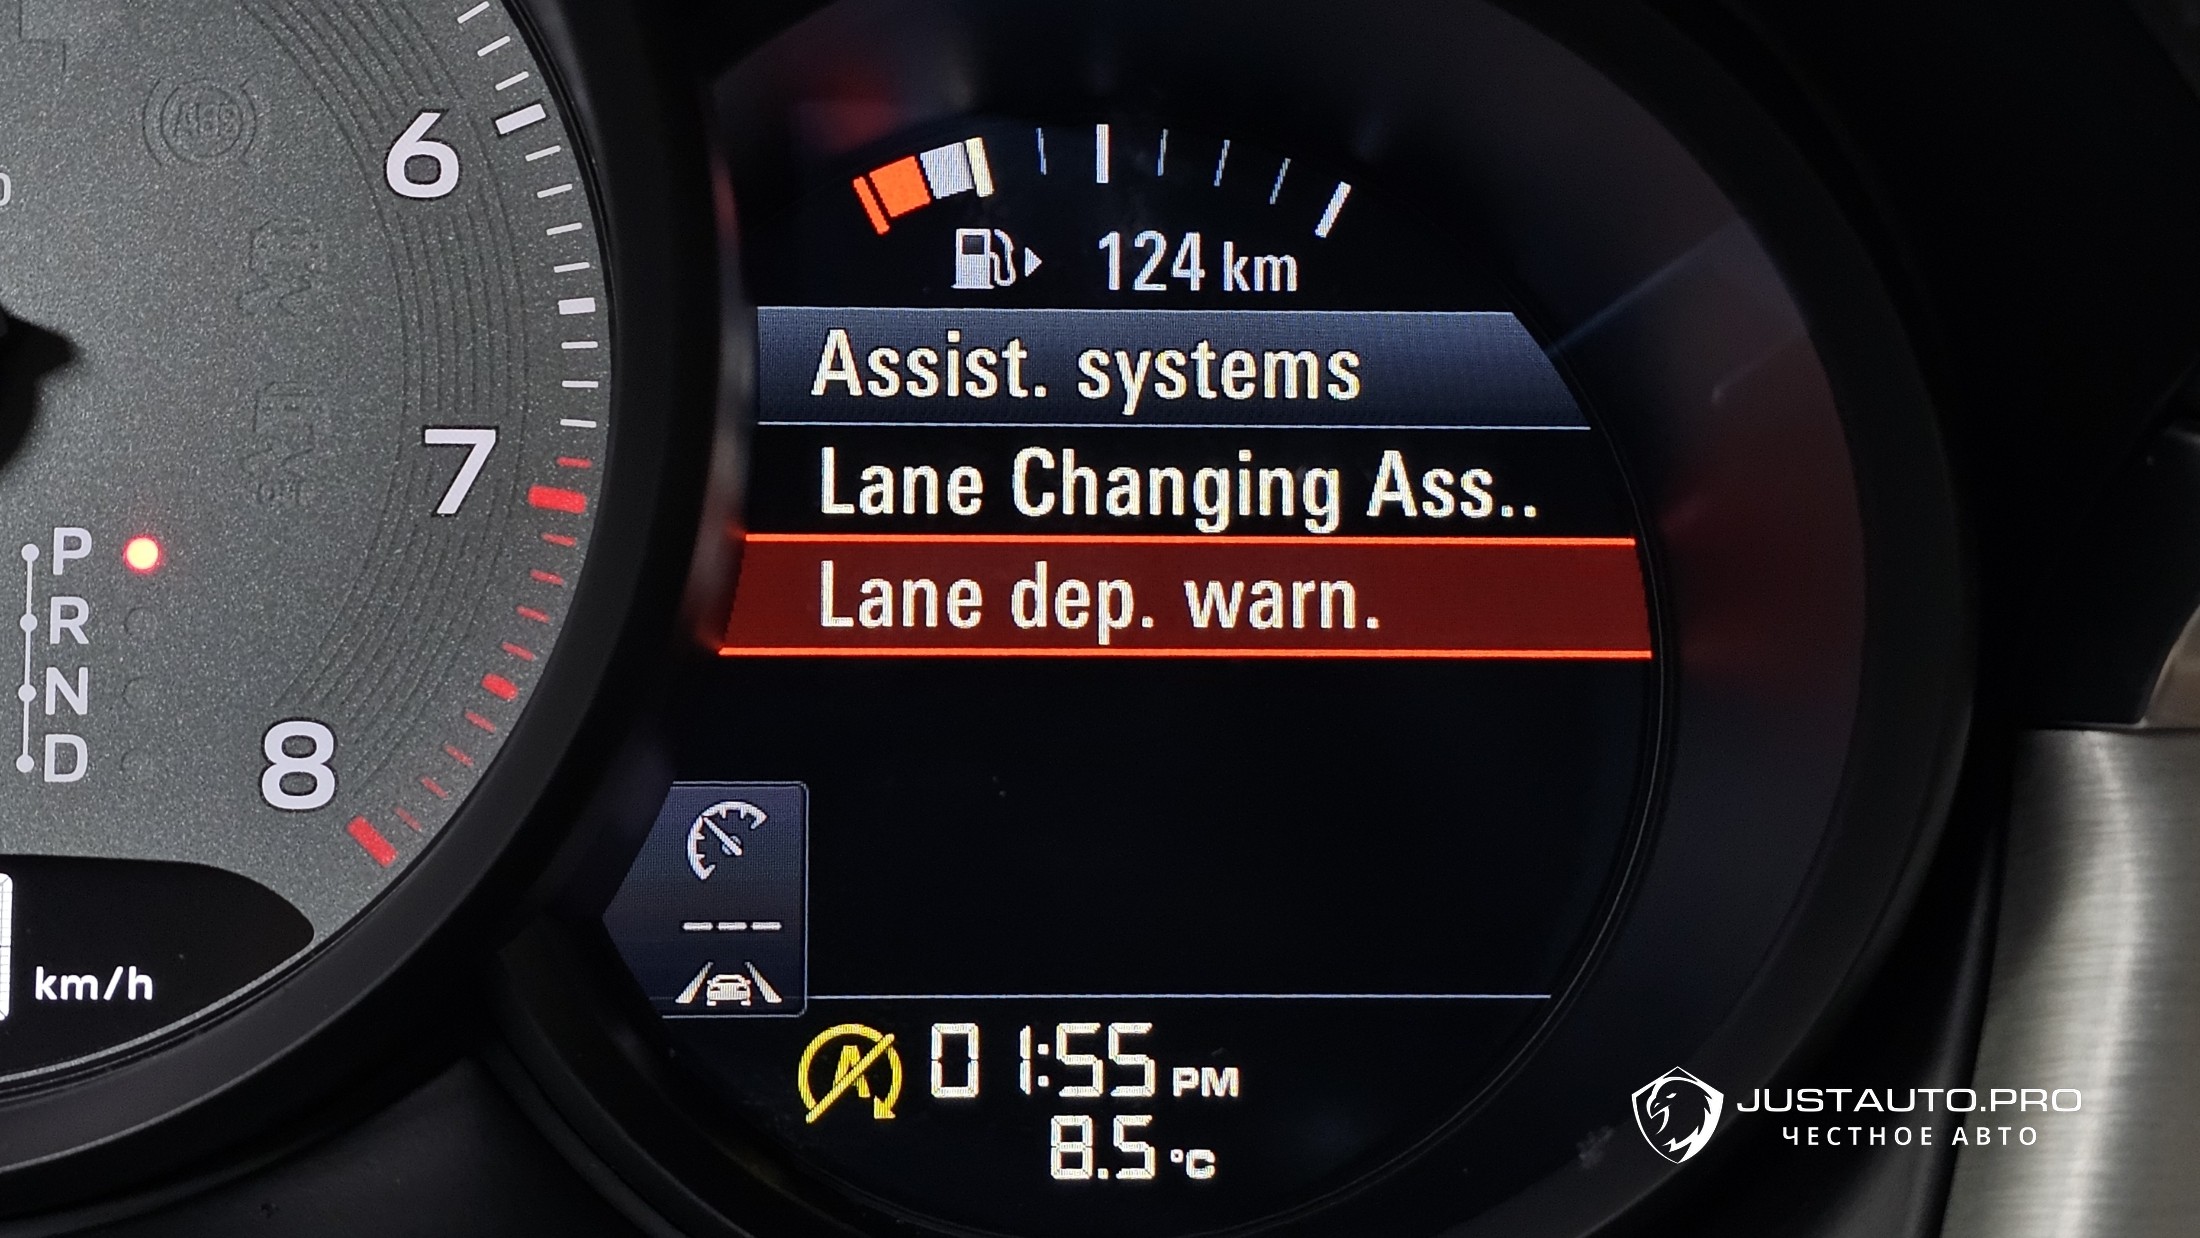 6
7
8
P
R
N
D
km/h
124 km
Assist. systems
Lane Changing Ass..
Lane dep. warn.
A
01:55 PM
8.5 °C
JUSTAUTO.PRO
ЧЕСТНОЕ АВТО